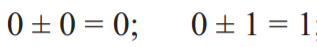 0 ± 0 = 0; 0 ± 1 = 1;